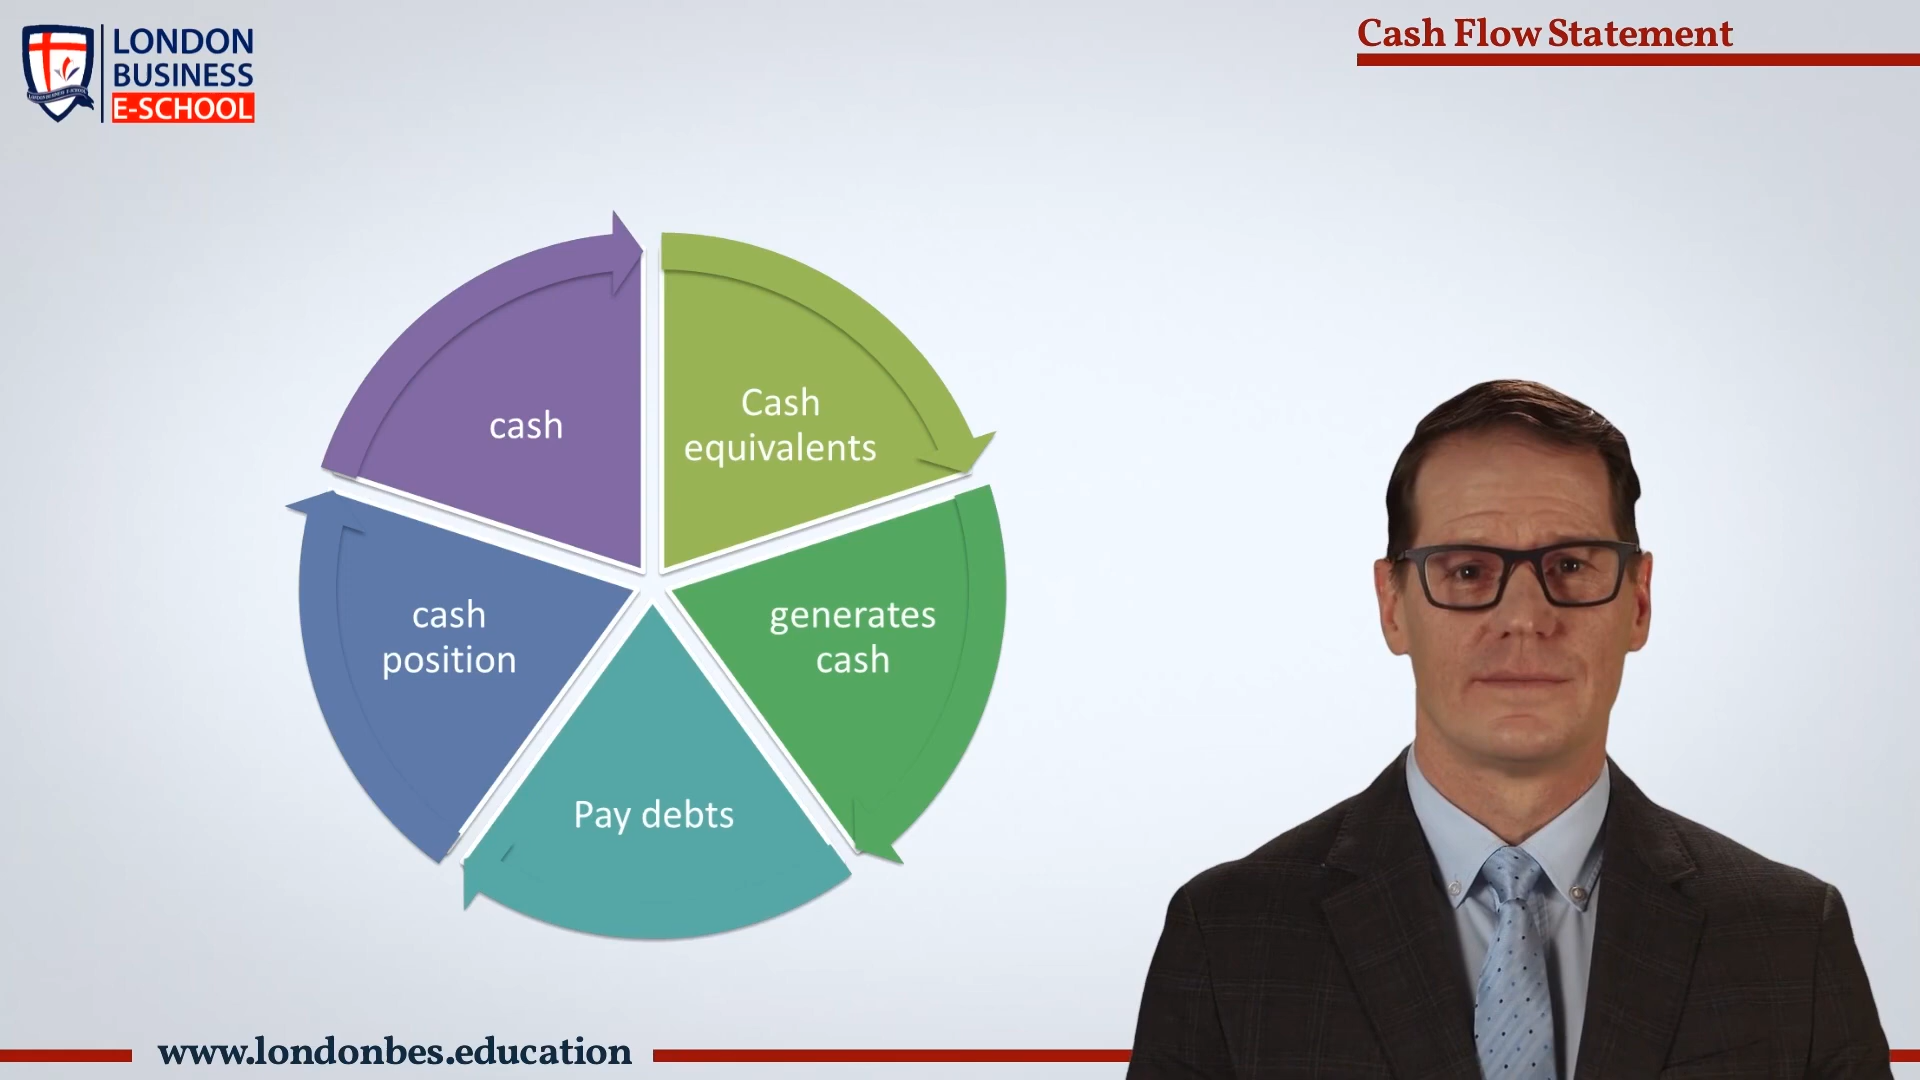 LONDON
BUSINESS
E-SCHOOL
Cash Flow Statement
cash
Cash
equivalents
cash
position
generates
cash
Pay debts
www.londonbes.education